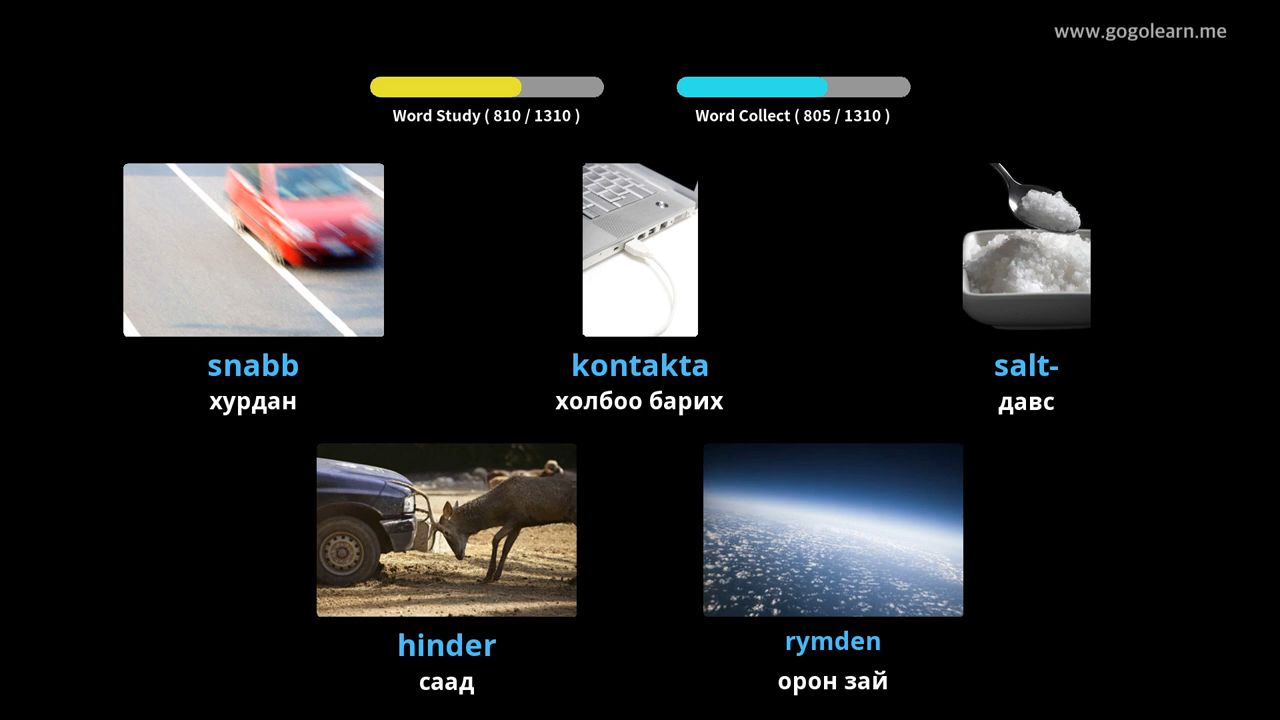 www.gogolearn.me
Word Study ( 810 / 1310 )
Word Collect ( 805 / 1310 )
snabb
хурдан
kontakta
холбоо барих
salt-
давс
hinder
саад
rymden
орон зай